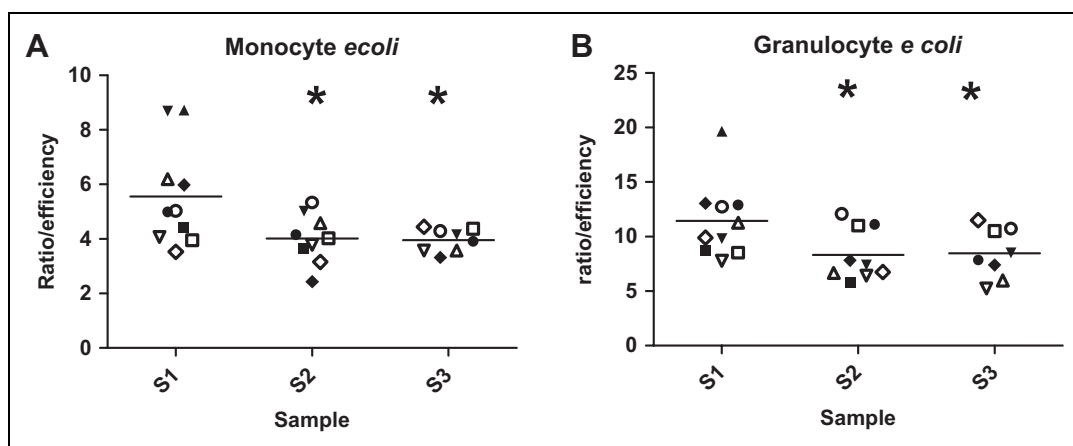 A
Monocyte ecoli
10
8
6
4
2
0
Ratio/efficiency
* *
S1 S2 S3
Sample
B
Granulocyte e coli
25
20
15
10
5
0
ratio/efficiency
* *
S1 S2 S3
Sample